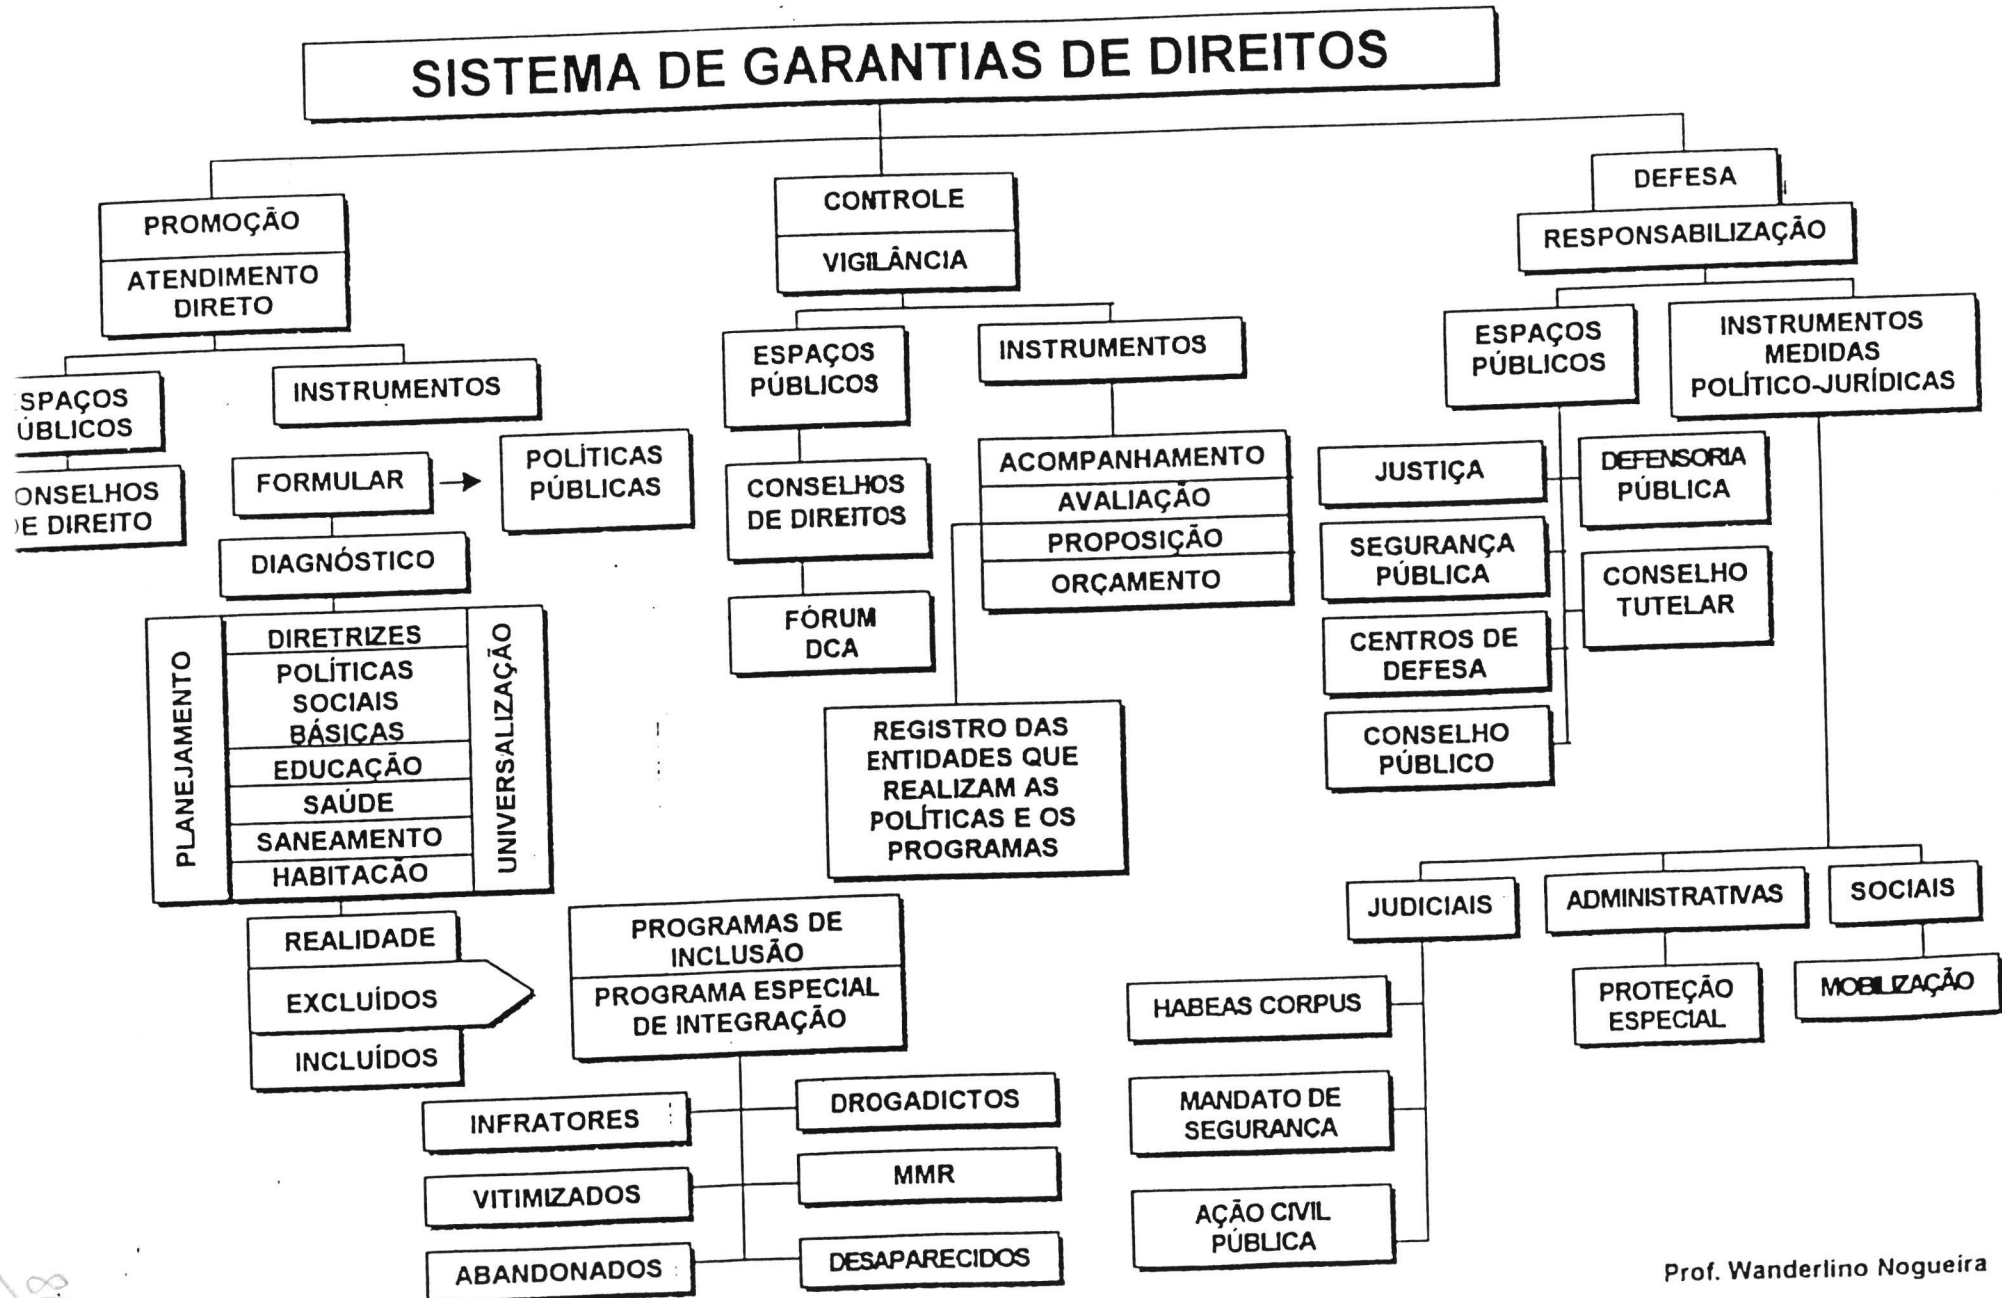 SISTEMA DE GARANTIAS DE DIREITOS
PROMOÇÃO
ATENDIMENTO
DIRETO
SPAÇOS
ÚBLICOS
ONSELHOS
DE DIREITO
INSTRUMENTOS
FORMULAR
POLÍTICAS
PÚBLICAS
DIAGNÓSTICO
PLANEJAMENTO
DIRETRIZES
POLÍTICAS
SOCIAIS
BÁSICAS
EDUCAÇÃO
SAÚDE
SANEAMENTO
HABITACÃO
UNIVERSALIZAÇÃO
REALIDADE
EXCLUÍDOS
INCLUÍDOS
PROGRAMAS DE
INCLUSÃO
PROGRAMA ESPECIAL
DE INTEGRAÇÃO
INFRATORES
DROGADICTOS
VITIMIZADOS
MMR
ABANDONADOS
DESAPARECIDOS
CONTROLE
VIGILÂNCIA
ESPAÇOS
PÚBLICOS
CONSELHOS
DE DIREITOS
FÓRUM
DCA
INSTRUMENTOS
ACOMPANHAMENTO
AVALIAÇÃO
PROPOSIÇÃO
ORÇAMENTO
REGISTRO DAS
ENTIDADES QUE
REALIZAM AS
POLÍTICAS E OS
PROGRAMAS
DEFESA
RESPONSABILIZAÇÃO
ESPAÇOS
PÚBLICOS
JUSTIÇA
DEFENSORIA
PÚBLICA
SEGURANÇA
PÚBLICA
CONSELHO
TUTELAR
CENTROS DE
DEFESA
CONSELHO
PÚBLICO
INSTRUMENTOS
MEDIDAS
POLÍTICO-JURÍDICAS
JUDICIAIS
HABEAS CORPUS
MANDATO DE
SEGURANÇA
AÇÃO CIVIL
PÚBLICA
ADMINISTRATIVAS
PROTEÇÃO
ESPECIAL
SOCIAIS
MOBILIZAÇÃO
Prof. Wanderlino Nogueira